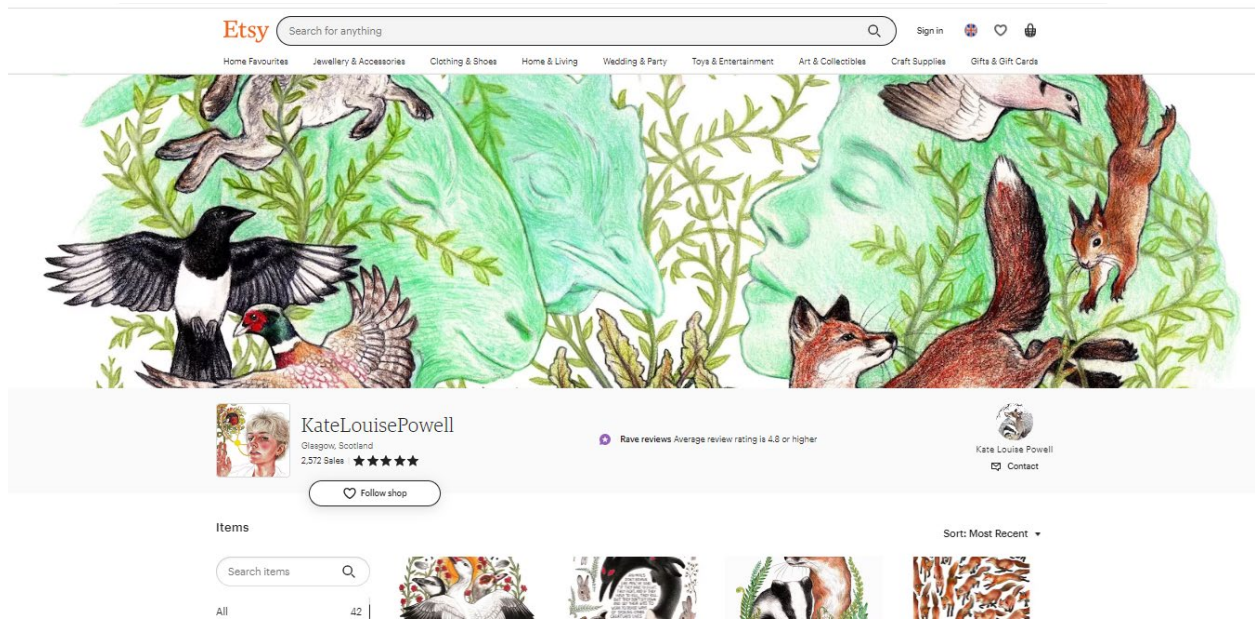 Etsy
Search for anything
Sign in
Home Favourites Jewellery & Accessories Clothing & Shoes Home & Living Wedding & Party Toys & Entertainment Art & Collectibles Craft Supplies Gifts & Gift Cards
KateLouisePowell
Glasgow, Scotland
2,572 Sales
Follow shop
Rave reviews Average review rating is 4.8 or higher
Kate Louise Powell
Contact
Items
Sort: Most Recent
Search items
All 42